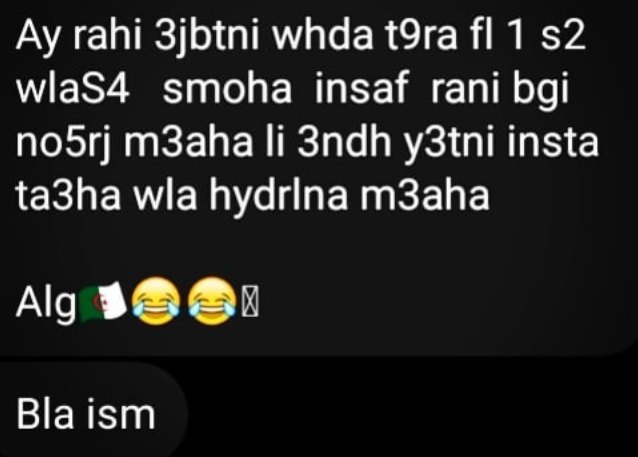 Ay rahi 3jbtni whda t9ra fl 1 s2
wlaS4 smoha insaf rani bgi
no5rj m3aha li 3ndh y3tni insta
ta3ha wla hydrlna m3aha
Alg🇩🇿😂😂
Bla ism